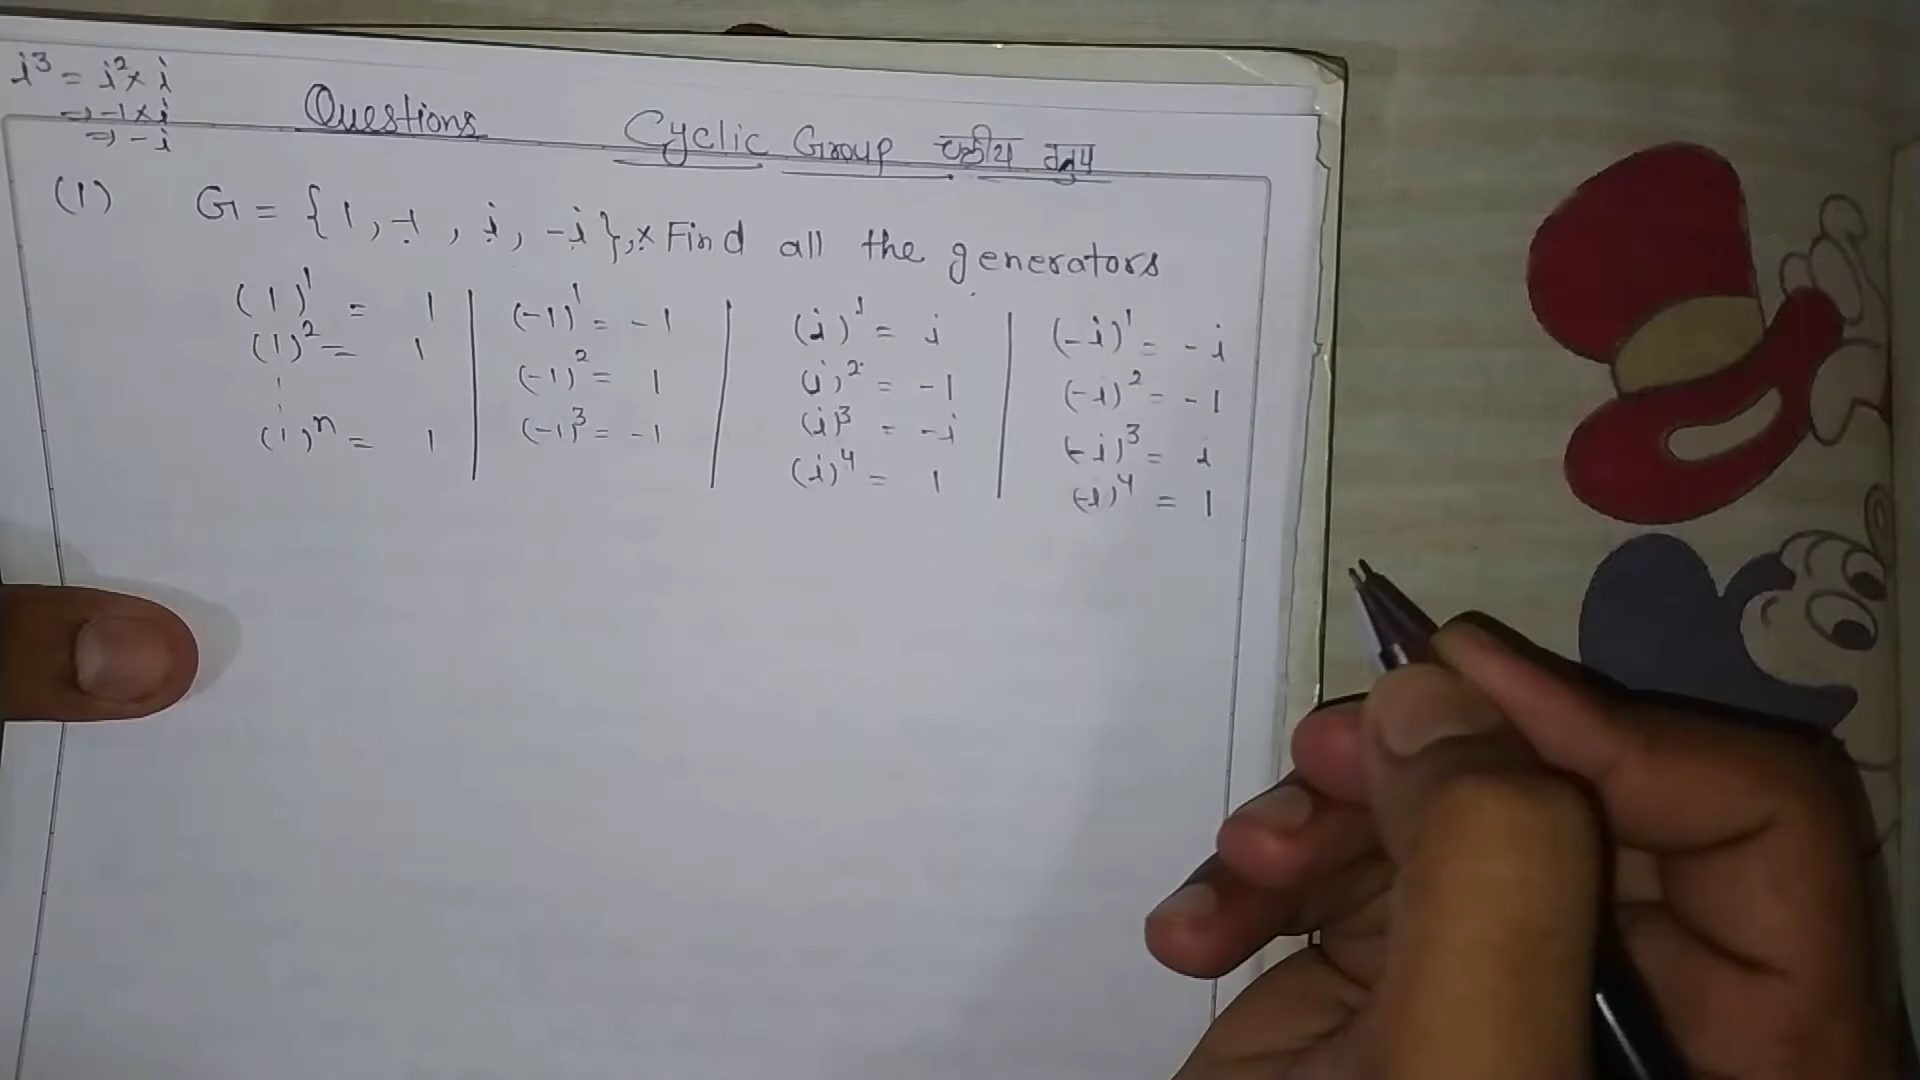 i³ = i² × i
⇒ -1 × i
⇒ -i
Questions Cyclic Group चक्रीय समूह
(1) G = {1, -1, i, -i}, × Find all the generators
(1)¹ = 1 | (-1)¹ = -1 | (i)¹ = i | (-i)¹ = -i
(1)² = 1 | (-1)² = 1 | (i)² = -1 | (-i)² = -1
(1)ⁿ = 1 | (-1)³ = -1 | (i)³ = -i | (-i)³ = i
(i)⁴ = 1 | (-i)⁴ = 1